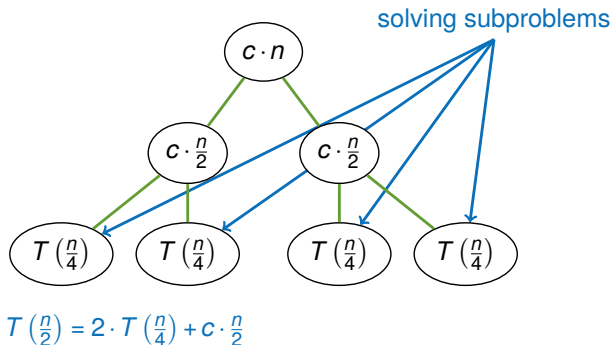 solving subproblems
c · n
c · n/2 c · n/2
T (n/4) T (n/4) T (n/4) T (n/4)
T (n/2) = 2 · T (n/4) + c · n/2